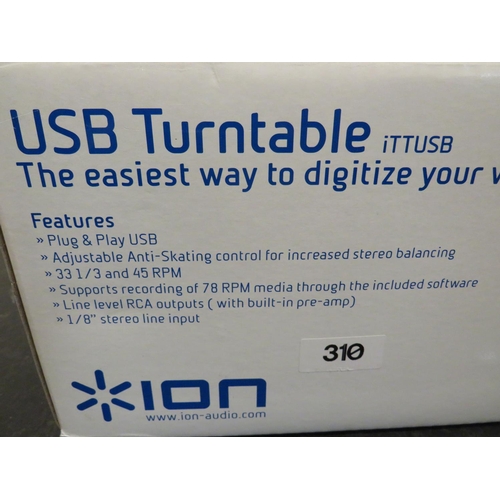 USB Turntable iTTUSB
The easiest way to digitize your
Features
» Plug & Play USB
» Adjustable Anti-Skating control for increased stereo balancing
» 33 1/3 and 45 RPM
» Supports recording of 78 RPM media through the included software
» Line level RCA outputs ( with built-in pre-amp)
» 1/8" stereo line input
310
ION
www.ion-audio.com